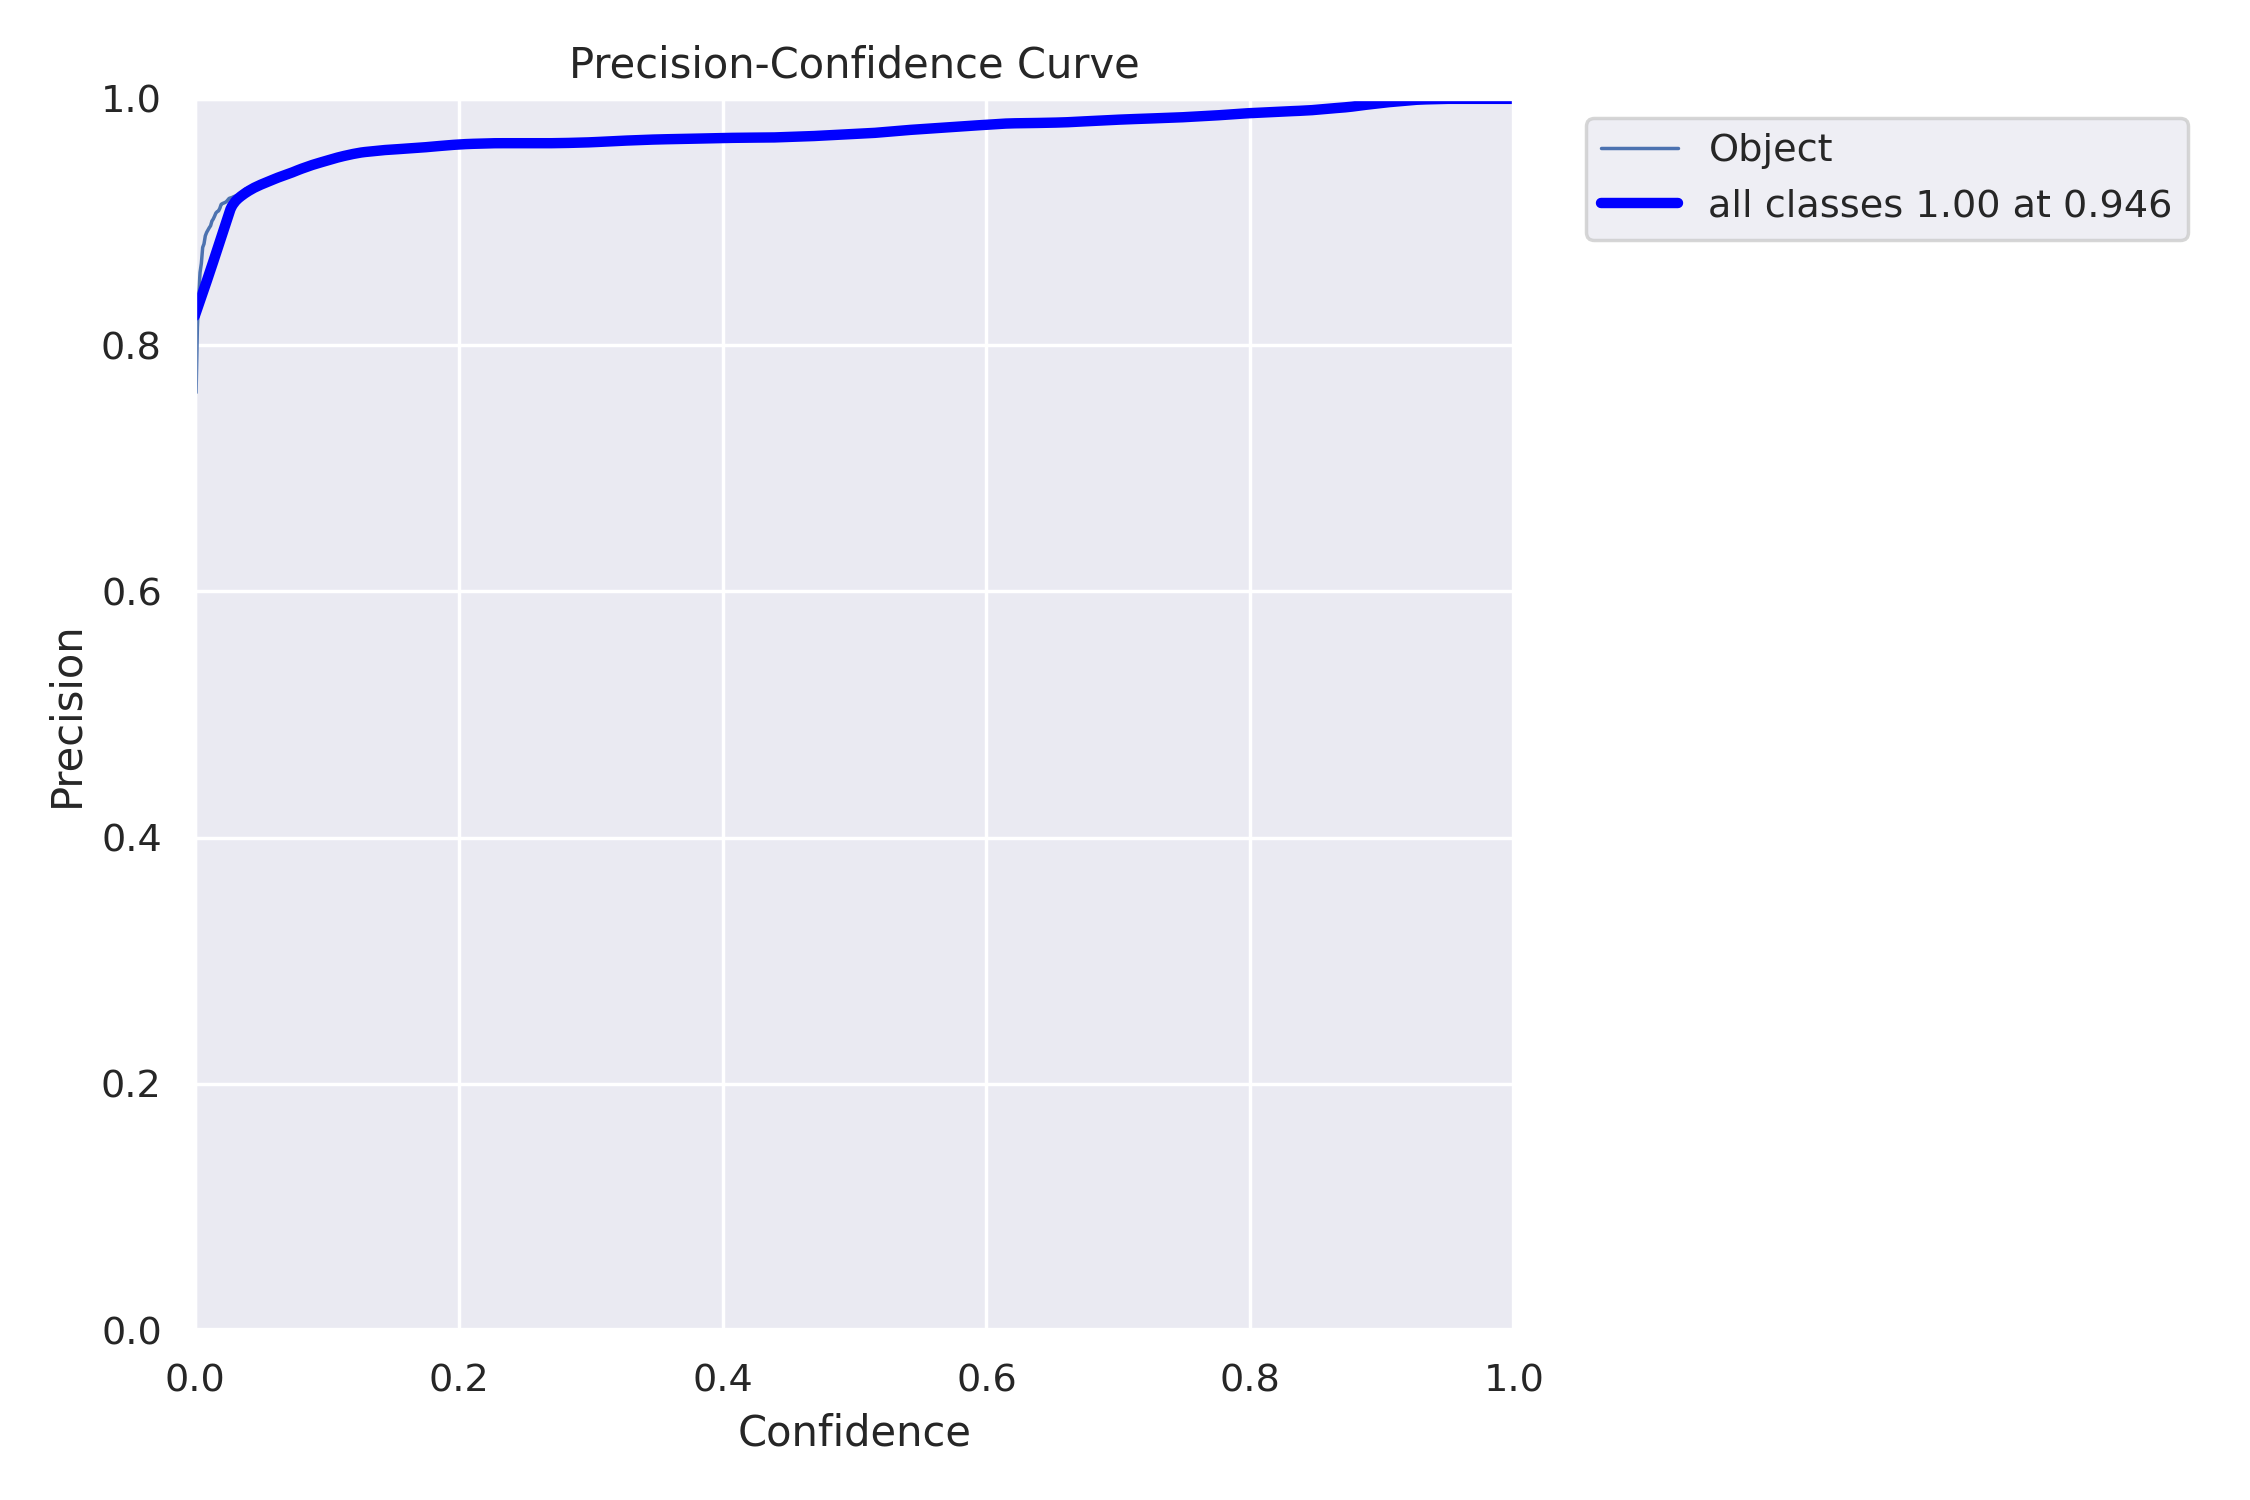 Precision-Confidence Curve
1.0
0.8
0.6
0.4
0.2
0.0
Precision
0.0 0.2 0.4 0.6 0.8 1.0
Confidence
Object
all classes 1.00 at 0.946